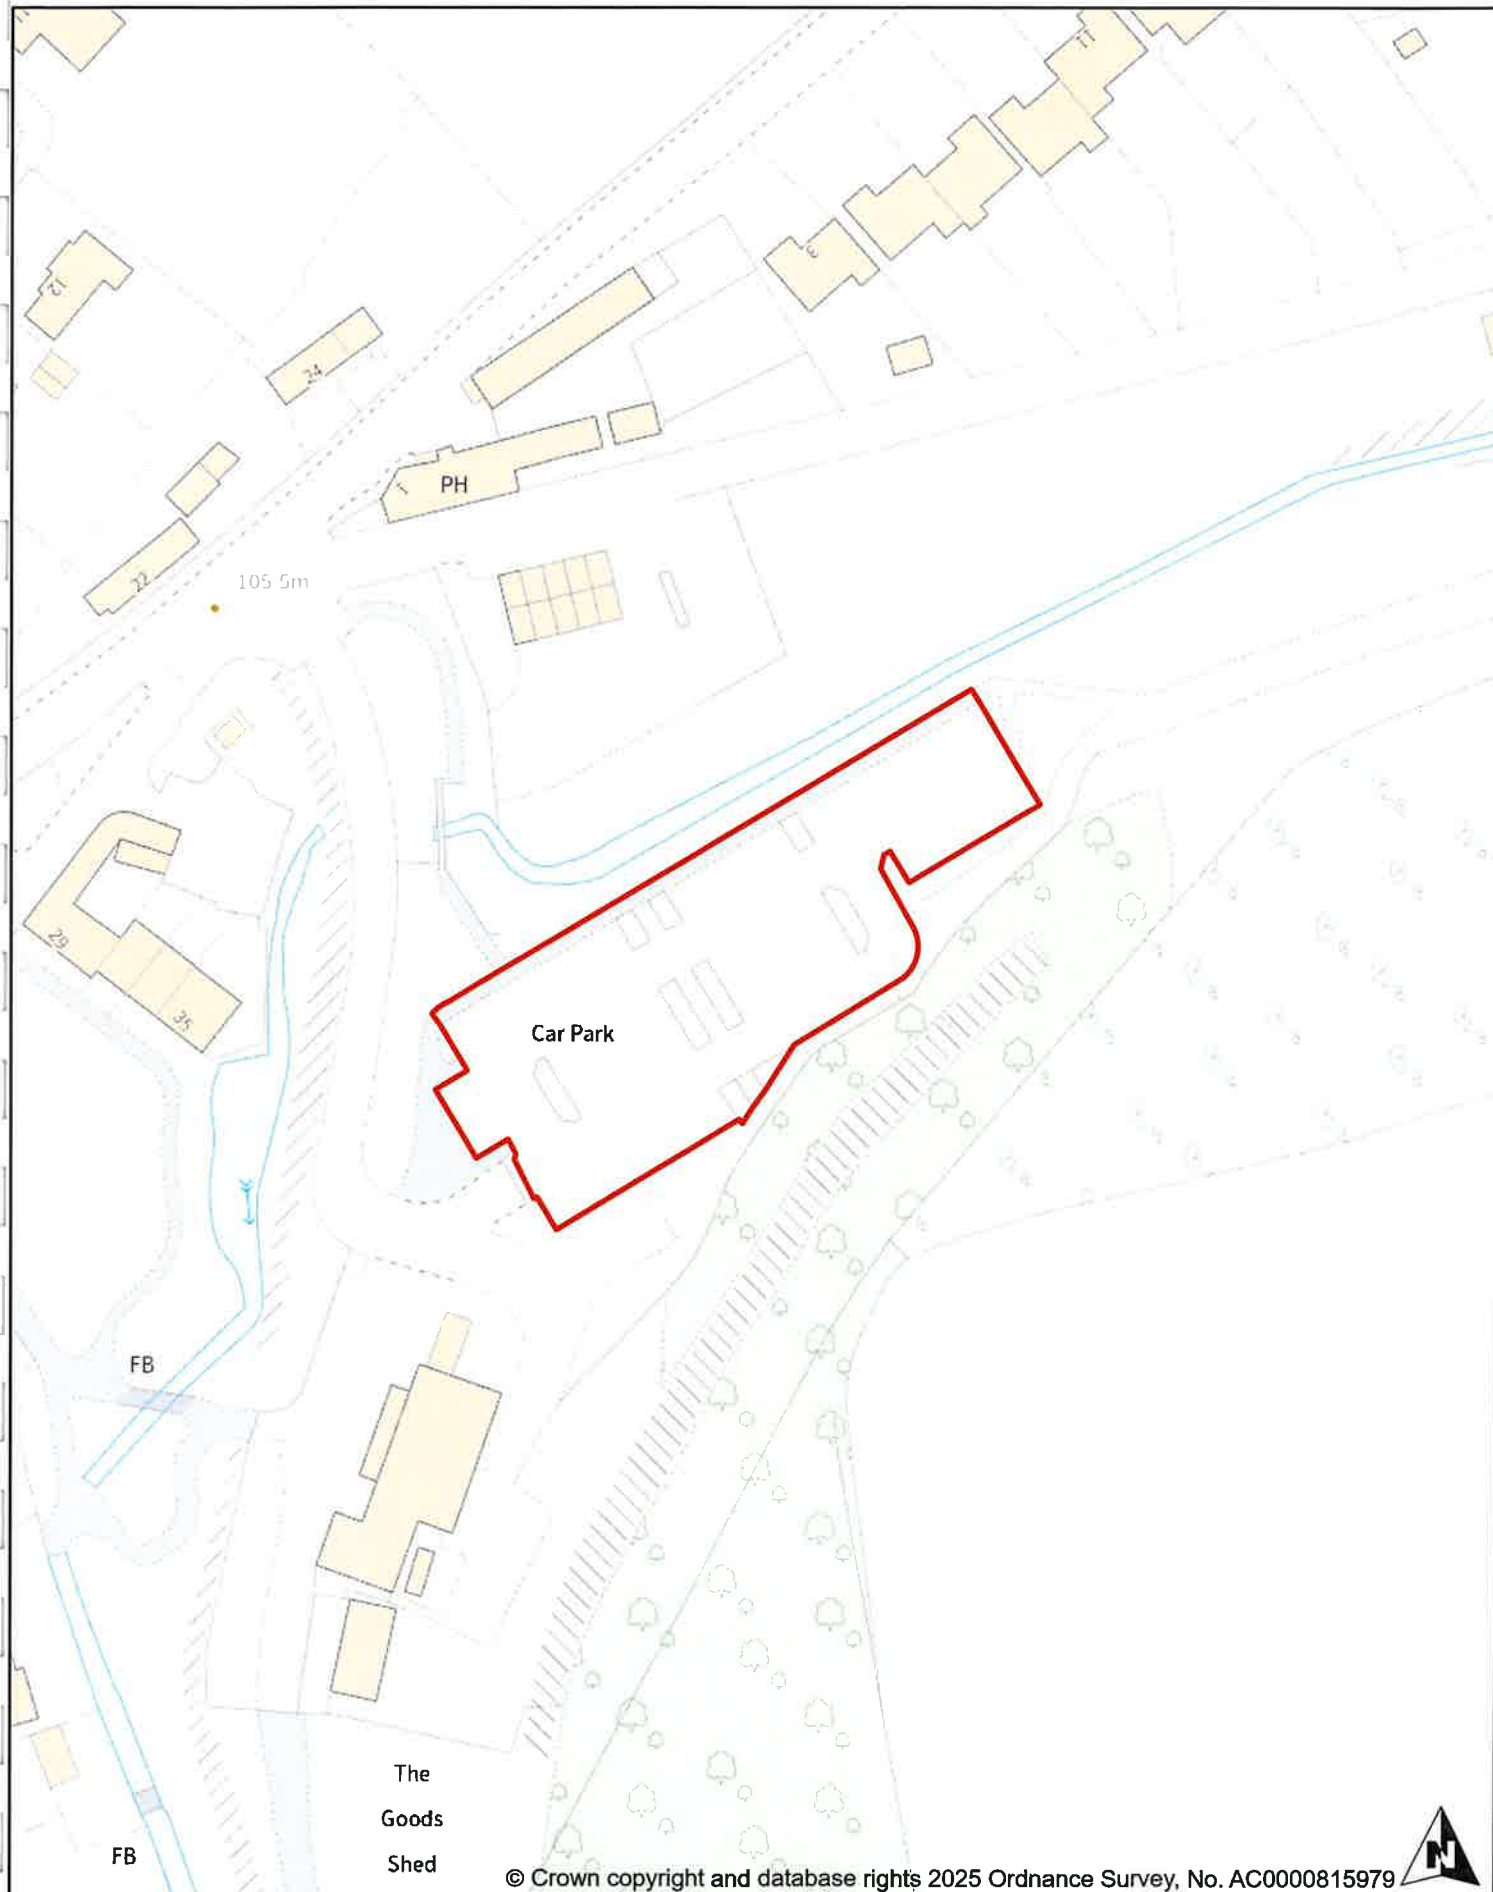 11
3
12
24
PH
1
22
105 5m
29
35
Car Park
FB
The
Goods
Shed
FB
© Crown copyright and database rights 2025 Ordnance Survey, No. AC0000815979
N